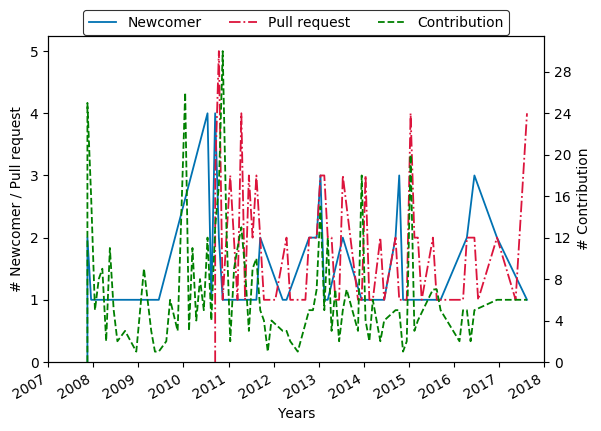 Newcomer Pull request Contribution
5
4
3
2
1
0
# Newcomer / Pull request
28
24
20
16
12
8
4
0
# Contribution
2007 2008 2009 2010 2011 2012 2013 2014 2015 2016 2017 2018
Years